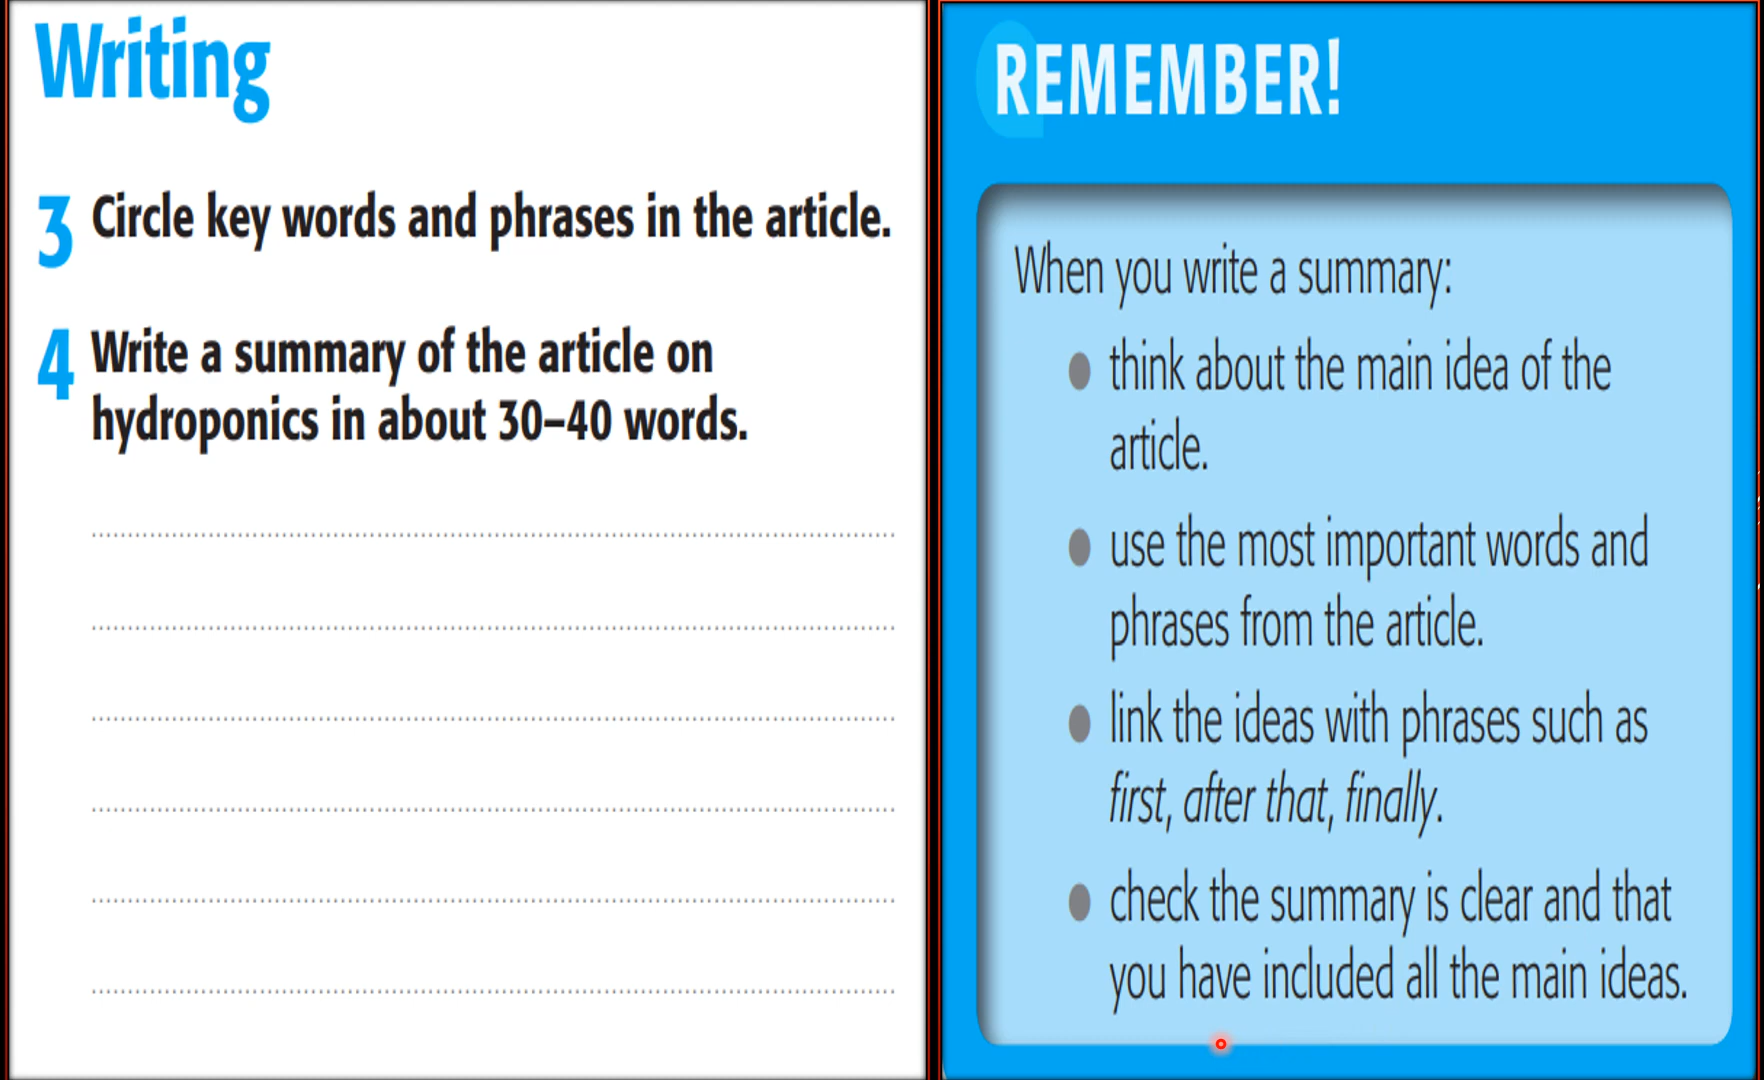 Writing
3 Circle key words and phrases in the article.
4 Write a summary of the article on
hydroponics in about 30–40 words.
REMEMBER!
When you write a summary:
● think about the main idea of the
article.
● use the most important words and
phrases from the article.
● link the ideas with phrases such as
first, after that, finally.
● check the summary is clear and that
you have included all the main ideas.